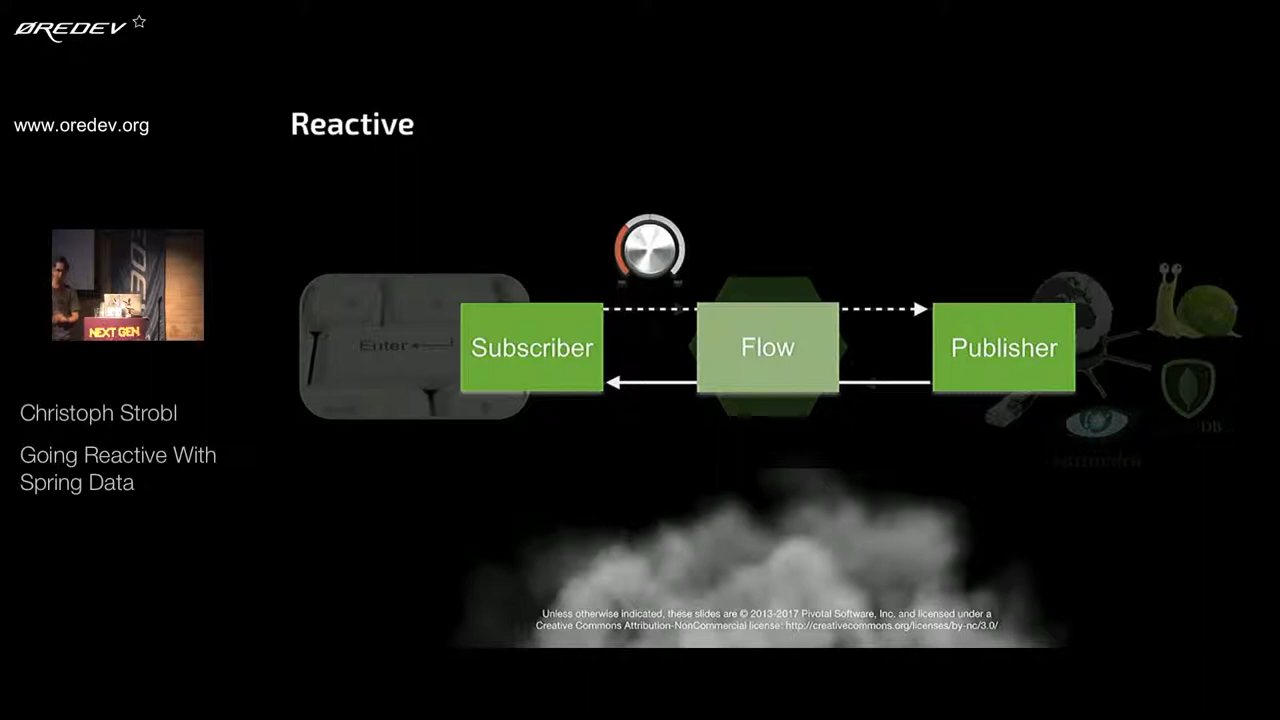 ØREDEV
www.oredev.org
Reactive
Enter
Subscriber
Flow
Publisher
DB
NEXT GEN
Christoph Strobl
Going Reactive With
Spring Data
Unless otherwise indicated, these slides are © 2013-2017 Pivotal Software, Inc. and licensed under a
Creative Commons Attribution-NonCommercial license: http://creativecommons.org/licenses/by-nc/3.0/